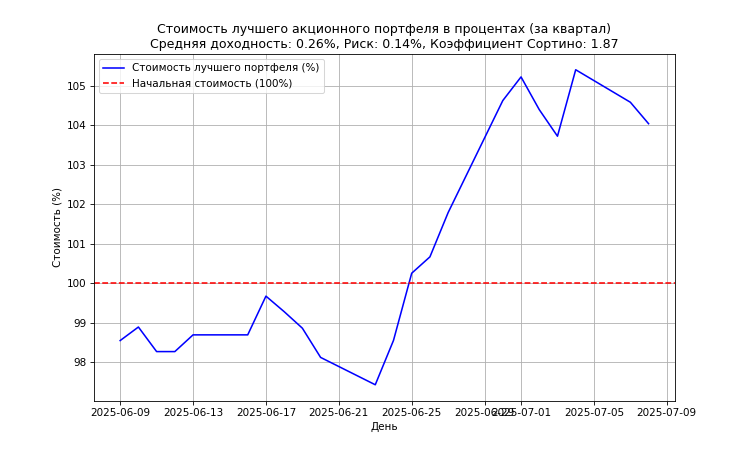 Стоимость лучшего акционного портфеля в процентах (за квартал)
Средняя доходность: 0.26%, Риск: 0.14%, Коэффициент Сортино: 1.87
Стоимость лучшего портфеля (%)
Начальная стоимость (100%)
Стоимость (%)
105
104
103
102
101
100
99
98
2025-06-09 2025-06-13 2025-06-17 2025-06-21 2025-06-25 2025-06-29 2025-07-01 2025-07-05 2025-07-09
День